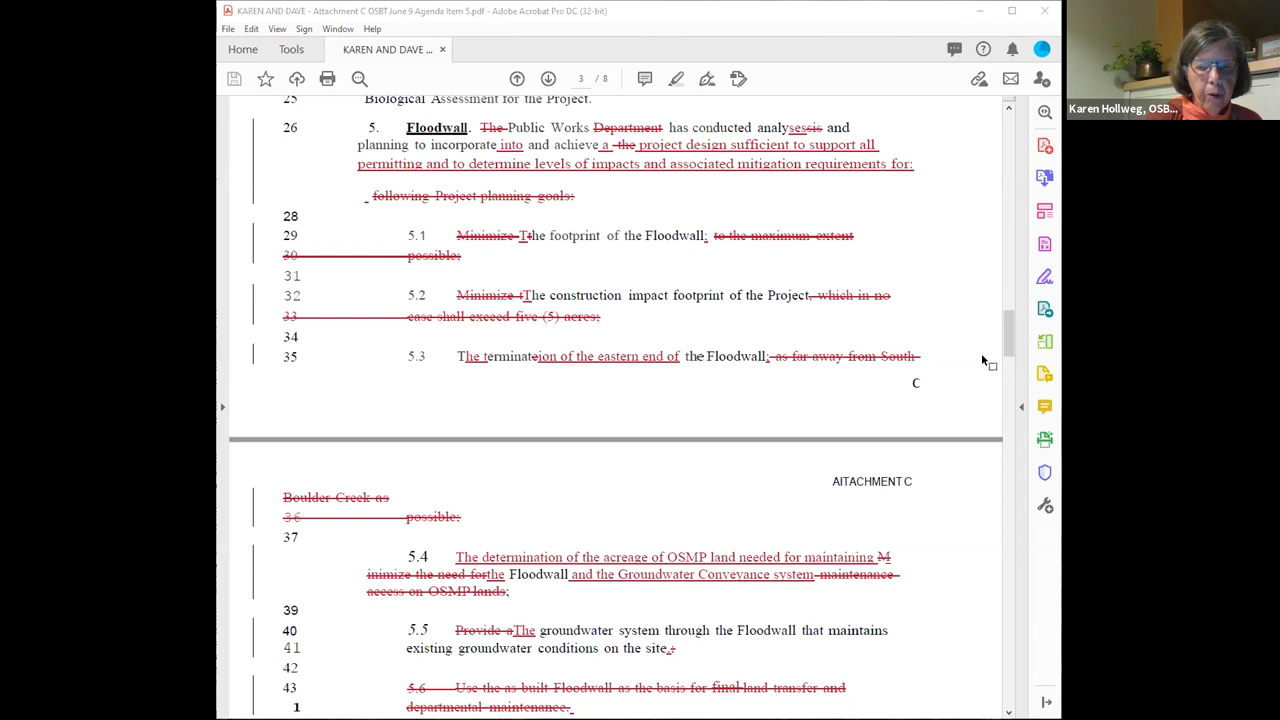 KAREN AND DAVE - Attachment C OSBT June 9 Agenda Item 5.pdf - Adobe Acrobat Pro DC (32-bit)
File Edit View Sign Window Help
Home Tools KAREN AND DAVE ... ×
3 / 8
Karen Hollweg, OSB...
25 Biological Assessment for the Project.
26 5. Floodwall. The Public Works Department has conducted analysessis and
planning to incorporate into and achieve a the project design sufficient to support all
permitting and to determine levels of impacts and associated mitigation requirements for:
following Project planning goals:
28
29 5.1 Minimize Tthe footprint of the Floodwall; to the maximum extent
30 possible;
31
32 5.2 Minimize tThe construction impact footprint of the Project, which in no
33 case shall exceed five (5) acres;
34
35 5.3 The terminateion of the eastern end of the Floodwall; as far away from South
C
AITACHMENT C
Boulder Creek as
36 possible;
37
5.4 The determination of the acreage of OSMP land needed for maintaining M
inimize the need forthe Floodwall and the Groundwater Conveyance system maintenance
access on OSMP lands;
39
40 5.5 Provide aThe groundwater system through the Floodwall that maintains
41 existing groundwater conditions on the site.;
42
43 5.6 Use the as built Floodwall as the basis for final land transfer and
1 departmental maintenance.